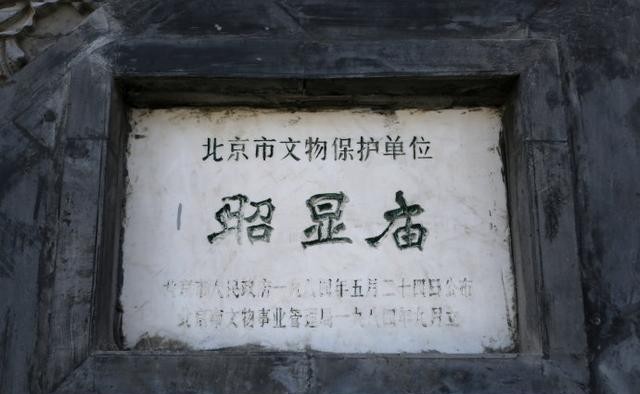 北京市文物保护单位
昭显庙
北京市人民政府一九八四年五月二十四日公布
北京市文物事业管理局一九八四年九月立